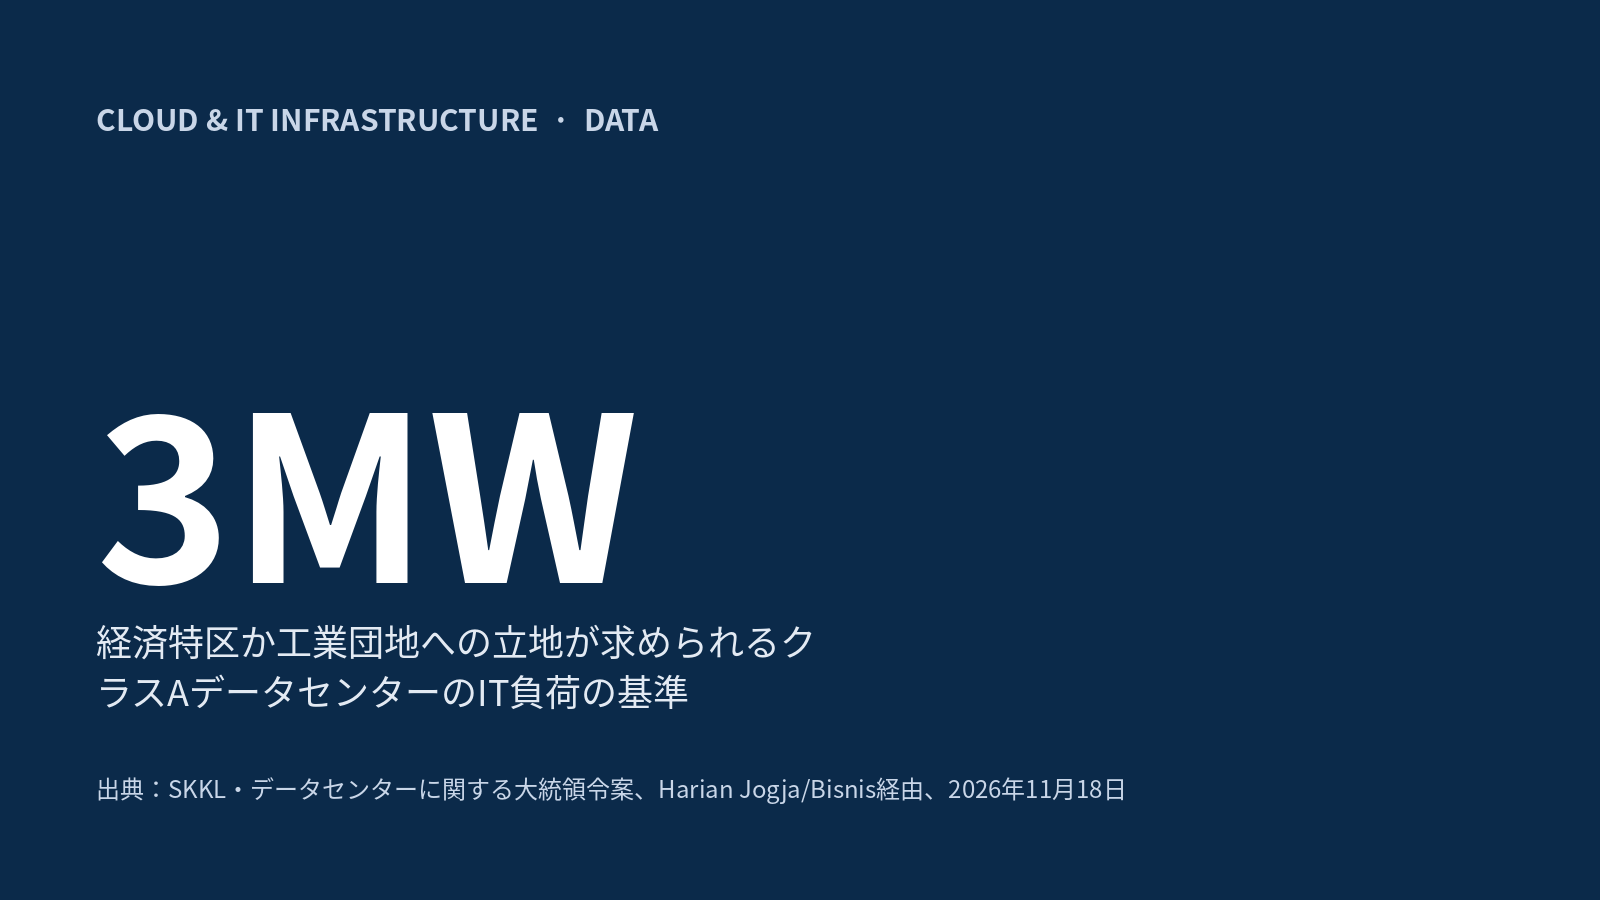 CLOUD & IT INFRASTRUCTURE · DATA
3MW
経済特区か工業団地への立地が求められるク
ラスAデータセンターのIT負荷の基準
出典：SKKL・データセンターに関する大統領令案、Harian Jogja/Bisnis経由、2026年11月18日